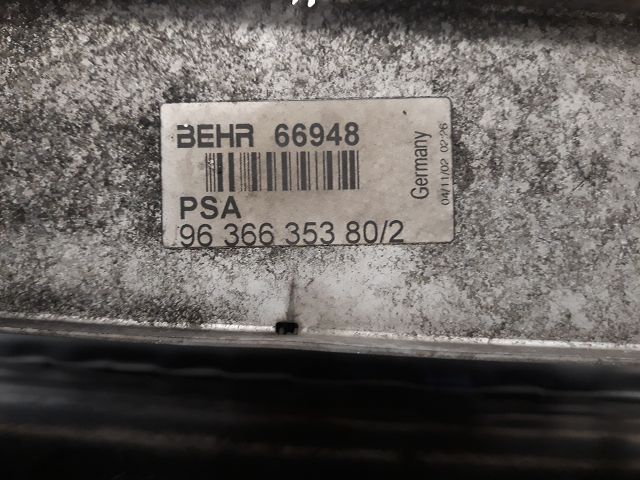 BEHR 66948
PSA
96 366 353 80/2
Germany
04/11/02 02:26